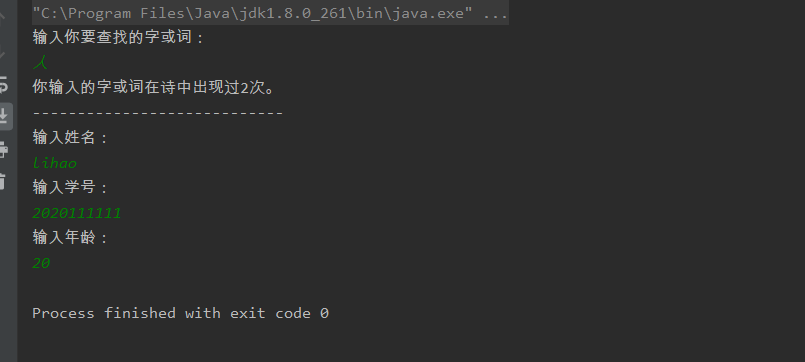 "C:\Program Files\Java\jdk1.8.0_261\bin\java.exe" ...
输入你要查找的字或词：
人
你输入的字或词在诗中出现过2次。
----------------------------
输入姓名：
lihao
输入学号：
2020111111
输入年龄：
20
Process finished with exit code 0